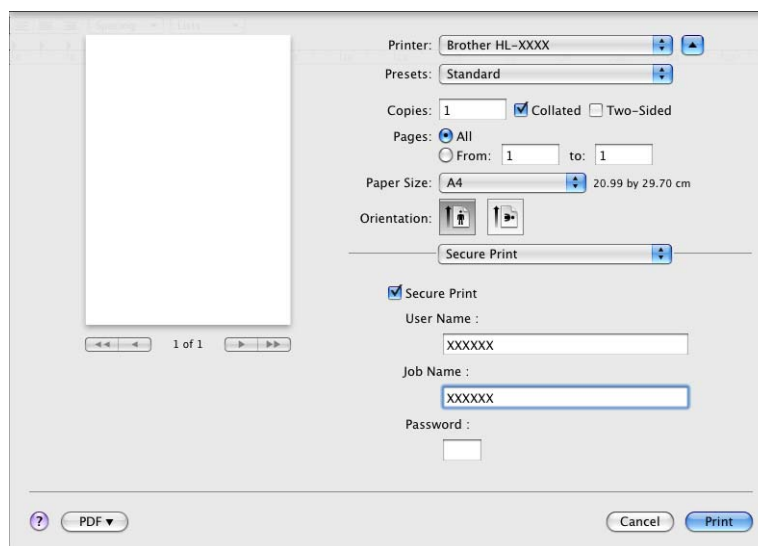 Spacing Lists
Printer: Brother HL-XXXX
Presets: Standard
Copies: 1 Collated Two-Sided
Pages: All
From: 1 to: 1
Paper Size: A4 20.99 by 29.70 cm
Orientation:
Secure Print
Secure Print
User Name :
XXXXXX
1 of 1
Job Name :
XXXXXX
Password :
? PDF ▾ Cancel Print